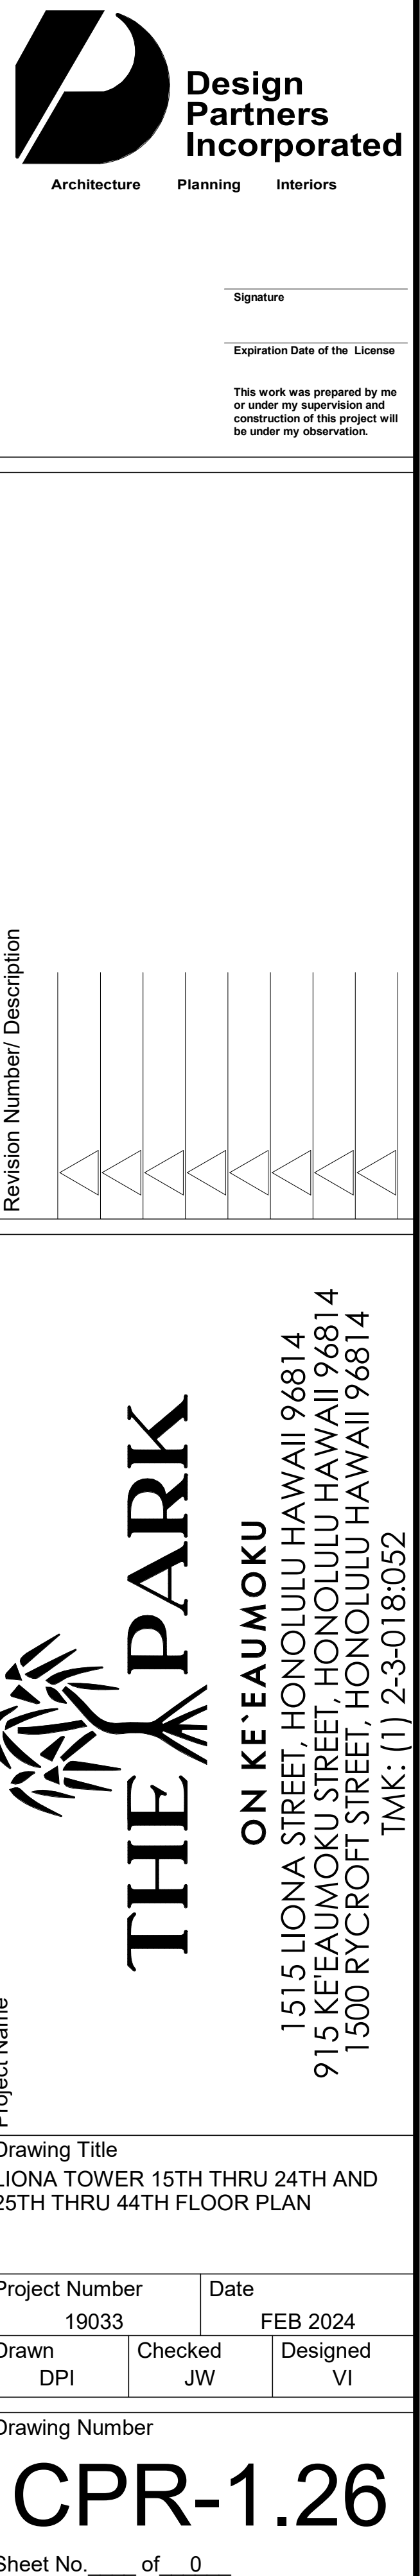 Design
Partners
Incorporated
Architecture Planning Interiors
Signature
Expiration Date of the License
This work was prepared by me
or under my supervision and
construction of this project will
be under my observation.
Revision Number/ Description
Project Name
THE PARK
ON KE`EAUMOKU
1515 LIONA STREET, HONOLULU HAWAII 96814
915 KE'EAUMOKU STREET, HONOLULU HAWAII 96814
1500 RYCROFT STREET, HONOLULU HAWAII 96814
TMK: (1) 2-3-018:052
Drawing Title
LIONA TOWER 15TH THRU 24TH AND
25TH THRU 44TH FLOOR PLAN
Project Number Date
19033 FEB 2024
Drawn Checked Designed
DPI JW VI
Drawing Number
CPR-1.26
Sheet No.____ of__0__